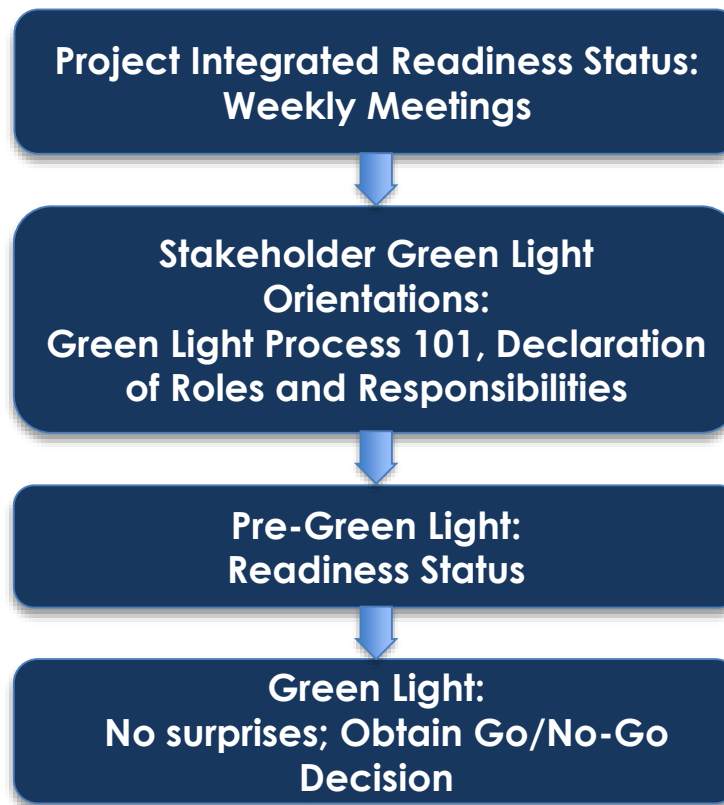 Project Integrated Readiness Status:
Weekly Meetings
Stakeholder Green Light
Orientations:
Green Light Process 101, Declaration
of Roles and Responsibilities
Pre-Green Light:
Readiness Status
Green Light:
No surprises; Obtain Go/No-Go
Decision